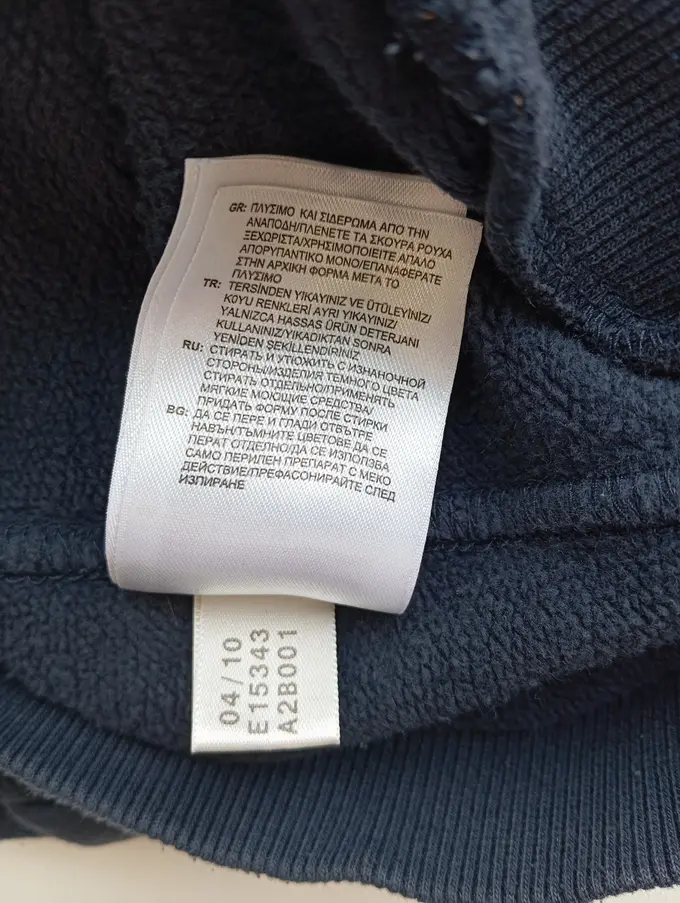 GR: ΠΛΥΣΙΜΟ ΚΑΙ ΣΙΔΕΡΩΜΑ ΑΠΟ ΤΗΝ
ΑΝΑΠΟΔΗ/ΠΛΕΝΕΤΕ ΤΑ ΣΚΟΥΡΑ ΡΟΥΧΑ
ΞΕΧΩΡΙΣΤΑ/ΧΡΗΣΙΜΟΠΟΙΕΙΤΕ ΑΠΑΛΟ
ΑΠΟΡΥΠΑΝΤΙΚΟ ΜΟΝΟ/ΕΠΑΝΑΦΕΡΑΤΕ
ΣΤΗΝ ΑΡΧΙΚΗ ΦΟΡΜΑ ΜΕΤΑ ΤΟ
ΠΛΥΣΙΜΟ
TR: TERSİNDEN YIKAYINIZ VE ÜTÜLEYİNİZ/
KOYU RENKLERİ AYRI YIKAYINIZ/
YALNIZCA HASSAS ÜRÜN DETERJANI
KULLANINIZ/YIKADIKTAN SONRA
YENİDEN ŞEKİLLENDİRİNİZ
RU: СТИРАТЬ И УТЮЖИТЬ С ИЗНАНОЧНОЙ
СТОРОНЫ/ИЗДЕЛИЯ ТЕМНОГО ЦВЕТА
СТИРАТЬ ОТДЕЛЬНО/ПРИМЕНЯТЬ
МЯГКИЕ МОЮЩИЕ СРЕДСТВА/
ПРИДАТЬ ФОРМУ ПОСЛЕ СТИРКИ
BG: ДА СЕ ПЕРЕ И ГЛАДИ ОТВЪТРЕ
НАВЪН/ТЪМНИТЕ ЦВЕТОВЕ ДА СЕ
ПЕРАТ ОТДЕЛНО/ДА СЕ ИЗПОЛЗВА
САМО ПЕРИЛЕН ПРЕПАРАТ С МЕКО
ДЕЙСТВИЕ/ПРЕФАСОНИРАЙТЕ СЛЕД
ИЗПИРАНЕ
04/10
E15343
A2B001